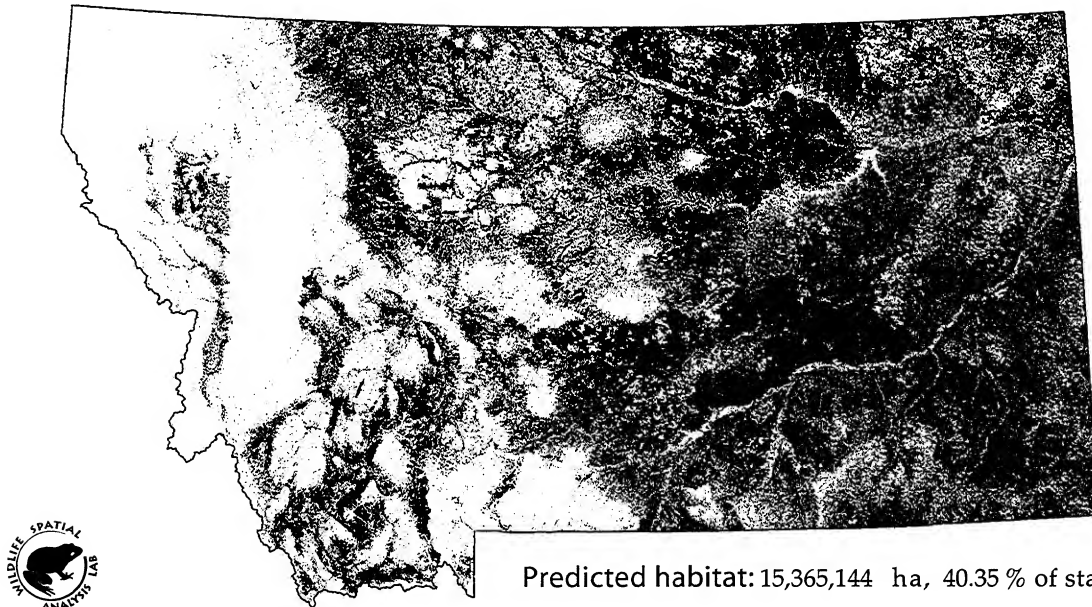 WILDLIFE SPATIAL
ANALYSIS LAB
Predicted habitat: 15,365,144 ha, 40.35 % of sta